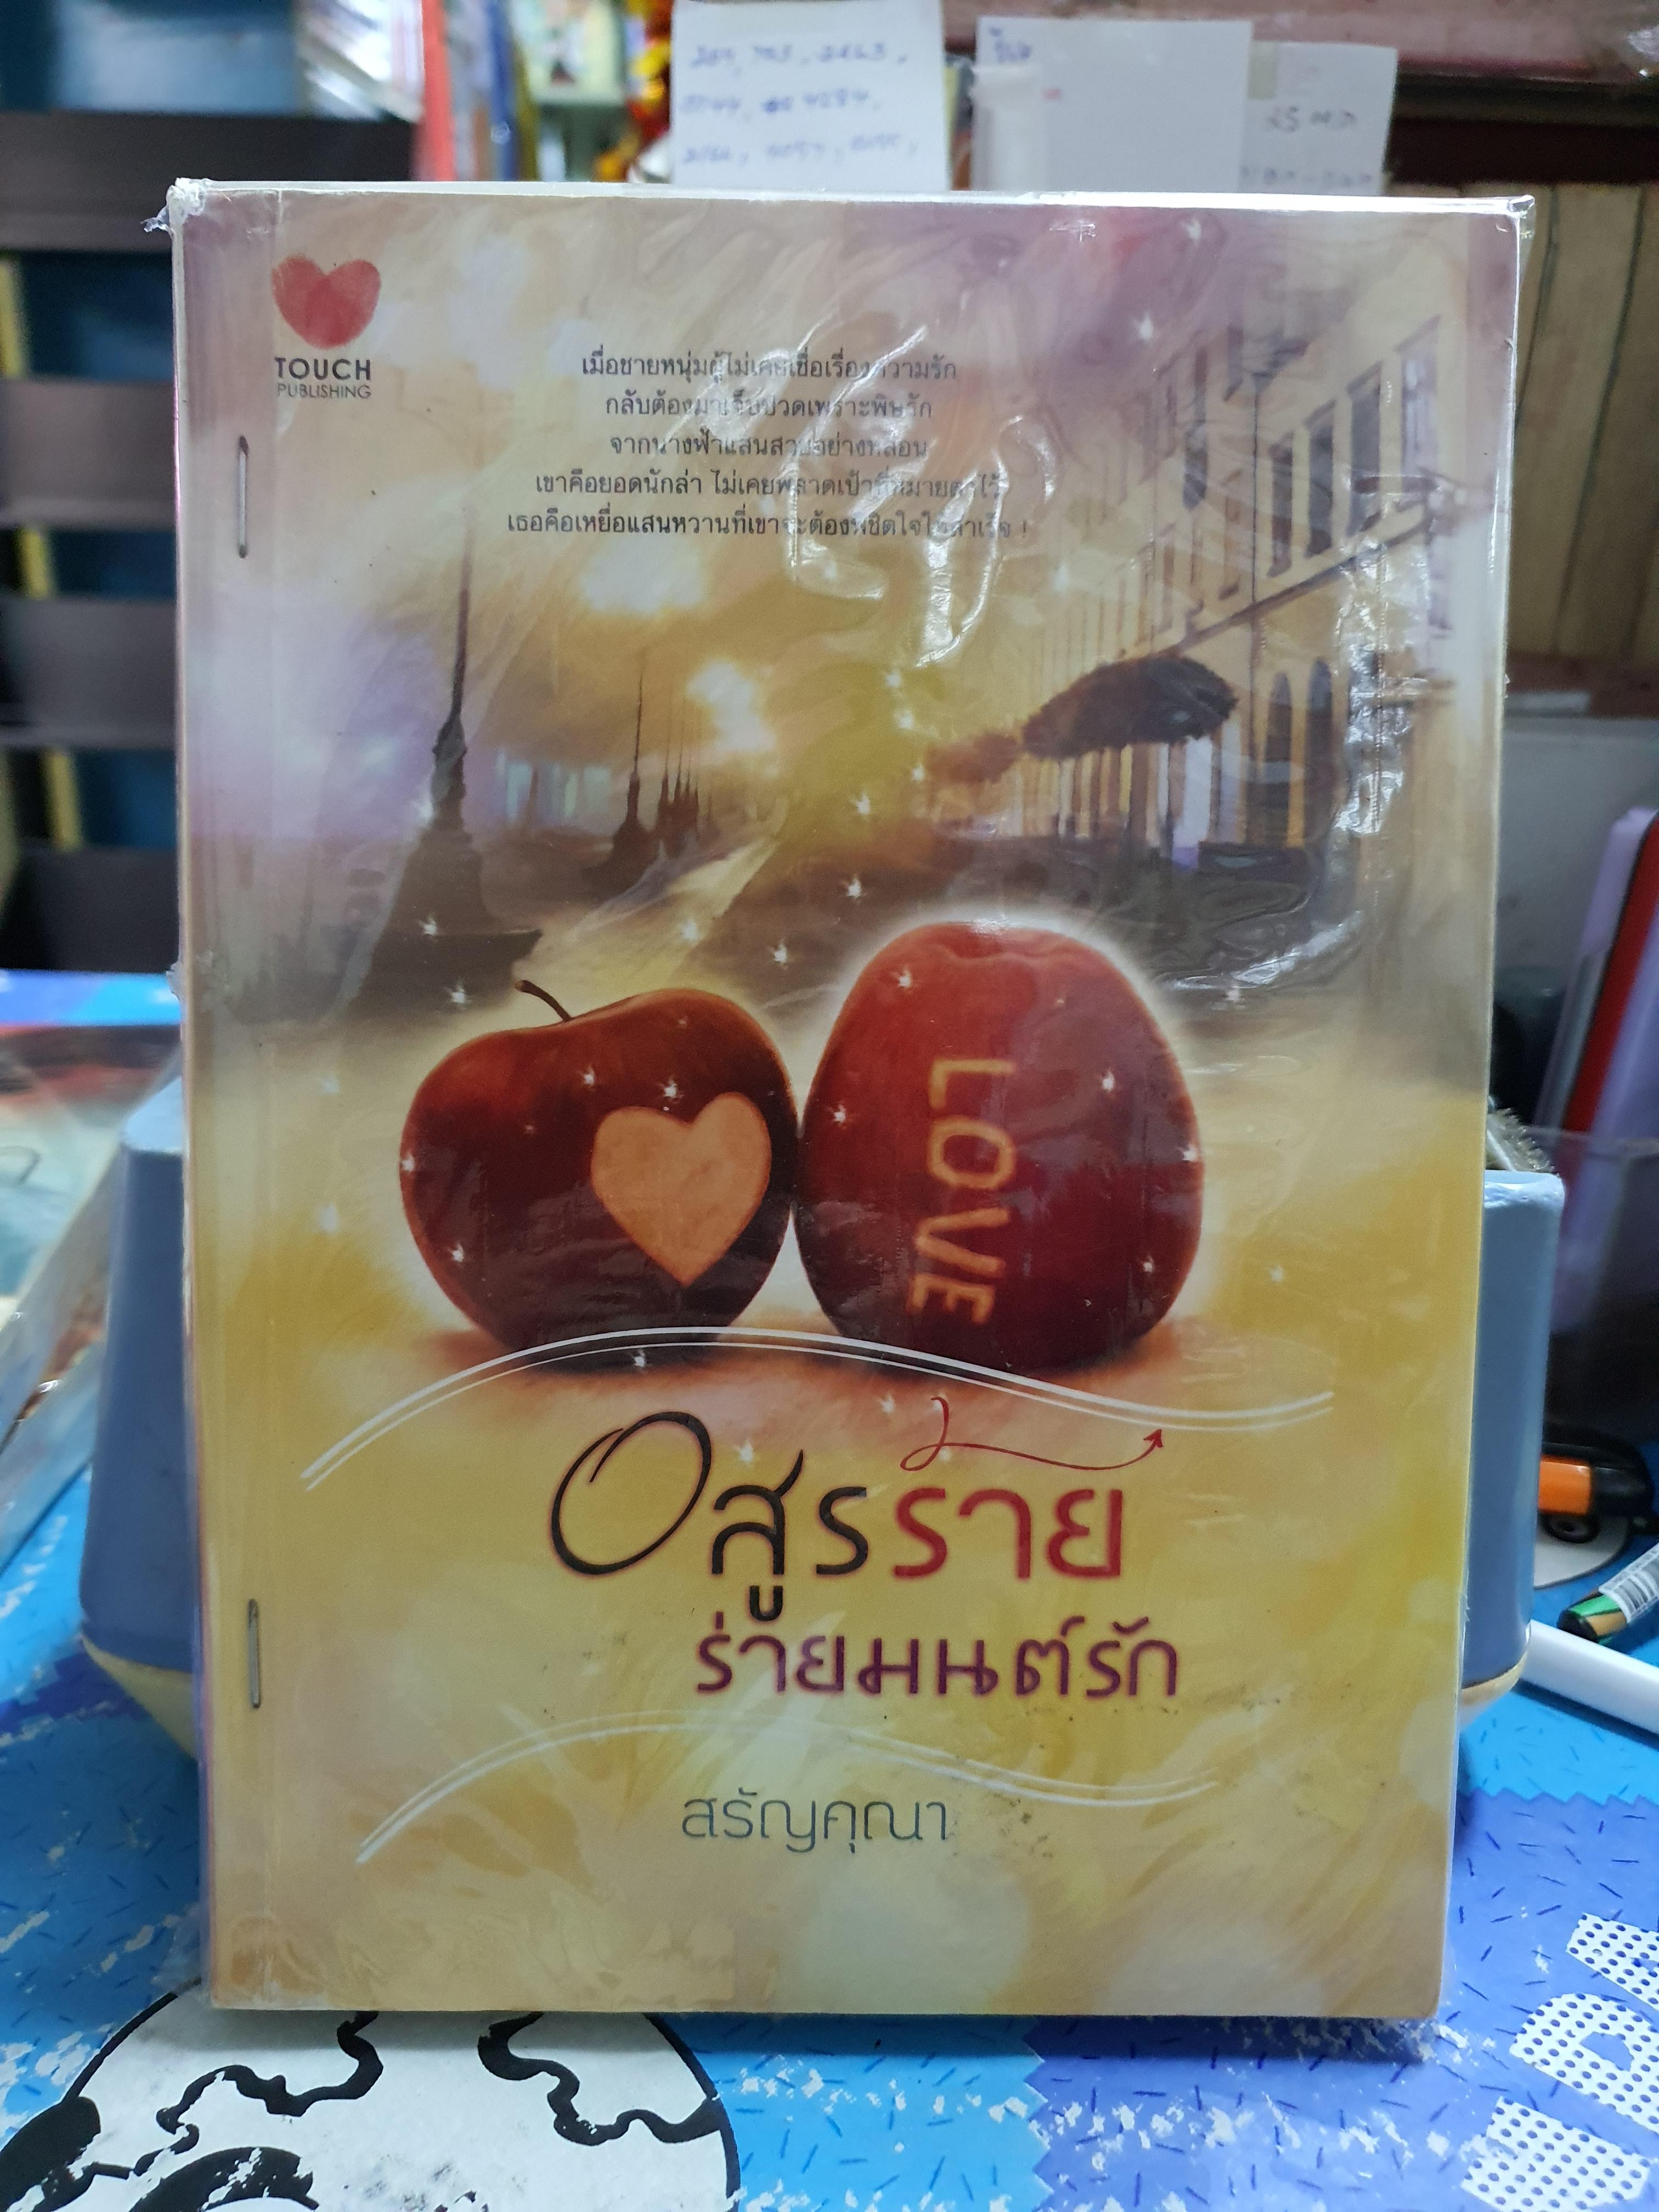 TOUCH
PUBLISHING
เมื่อชายหนุ่มผู้ไม่เคยเชื่อเรื่องความรัก
กลับต้องมาเจ็บปวดเพราะพิษรัก
จากนางฟ้าแสนสวยอย่างหล่อน
เขาคือยอดนักล่า ไม่เคยพลาดเป้าที่หมายตาไว้
เธอคือเหยื่อแสนหวานที่เขาจะต้องพิชิตใจให้สำเร็จ !
LOVE
อสูรร้าย
ร่ายมนต์รัก
สรัญคุณา